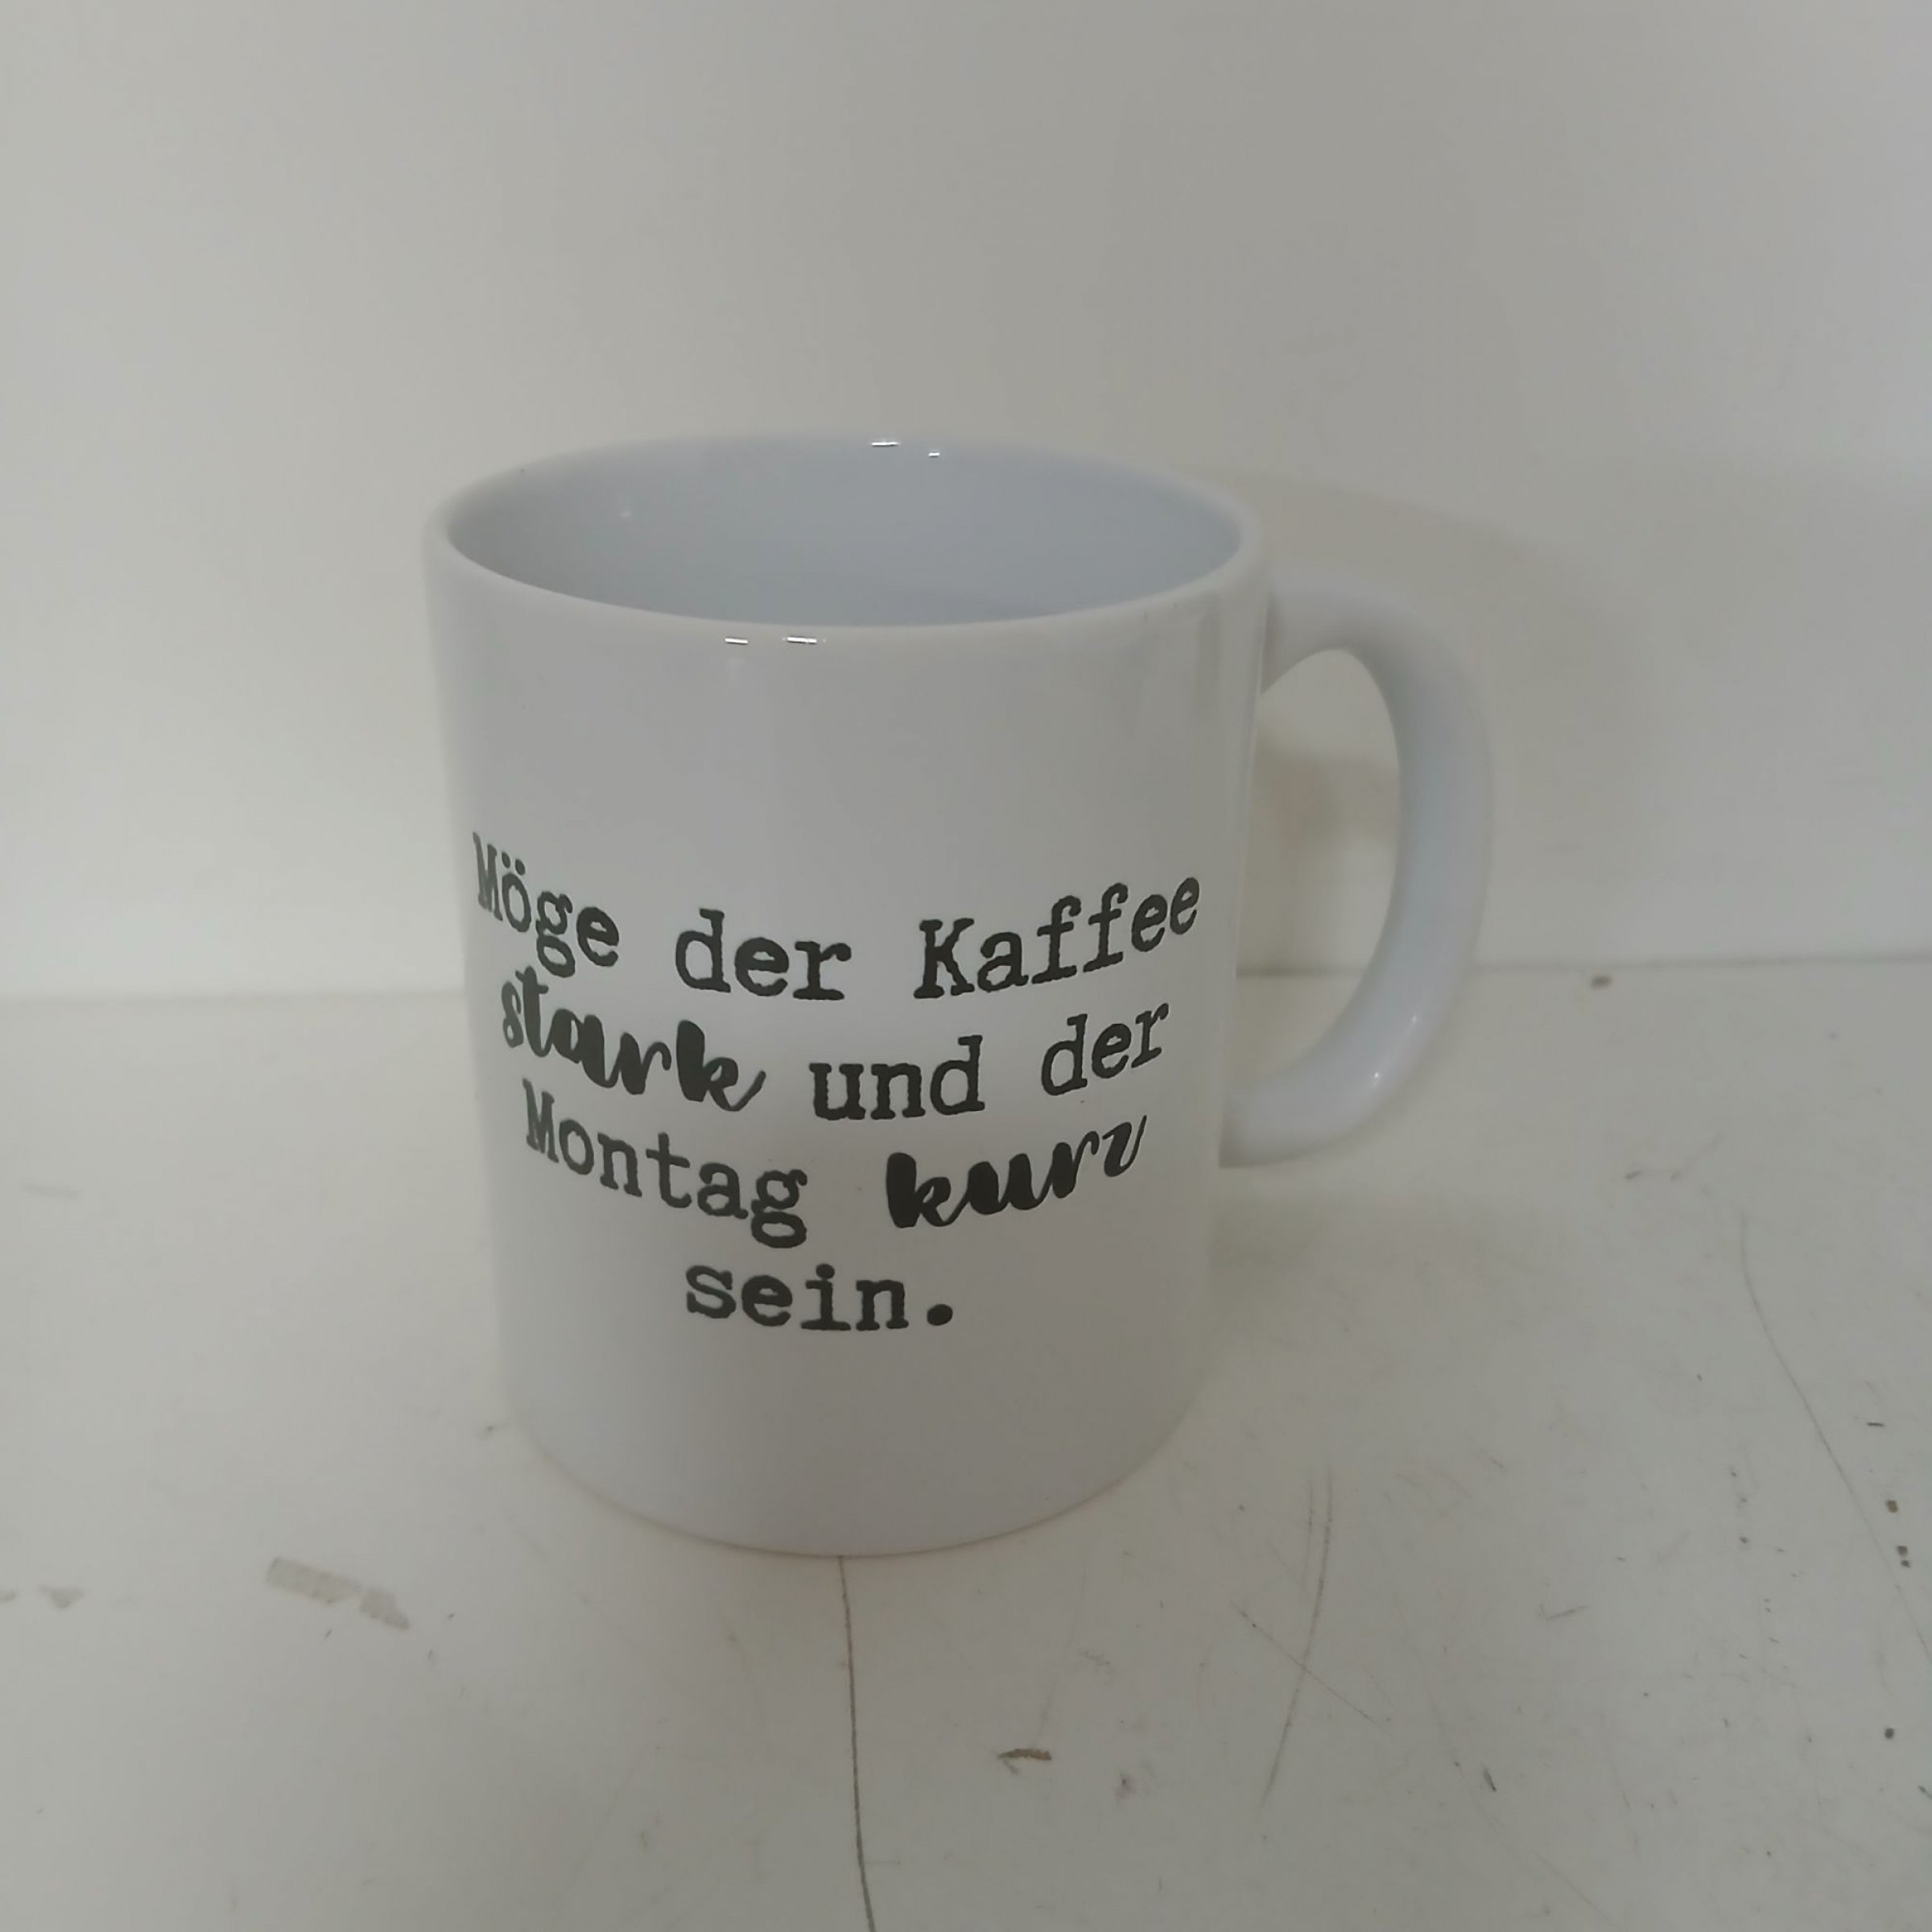 Möge der Kaffee
stark und der
Montag kurz
sein.